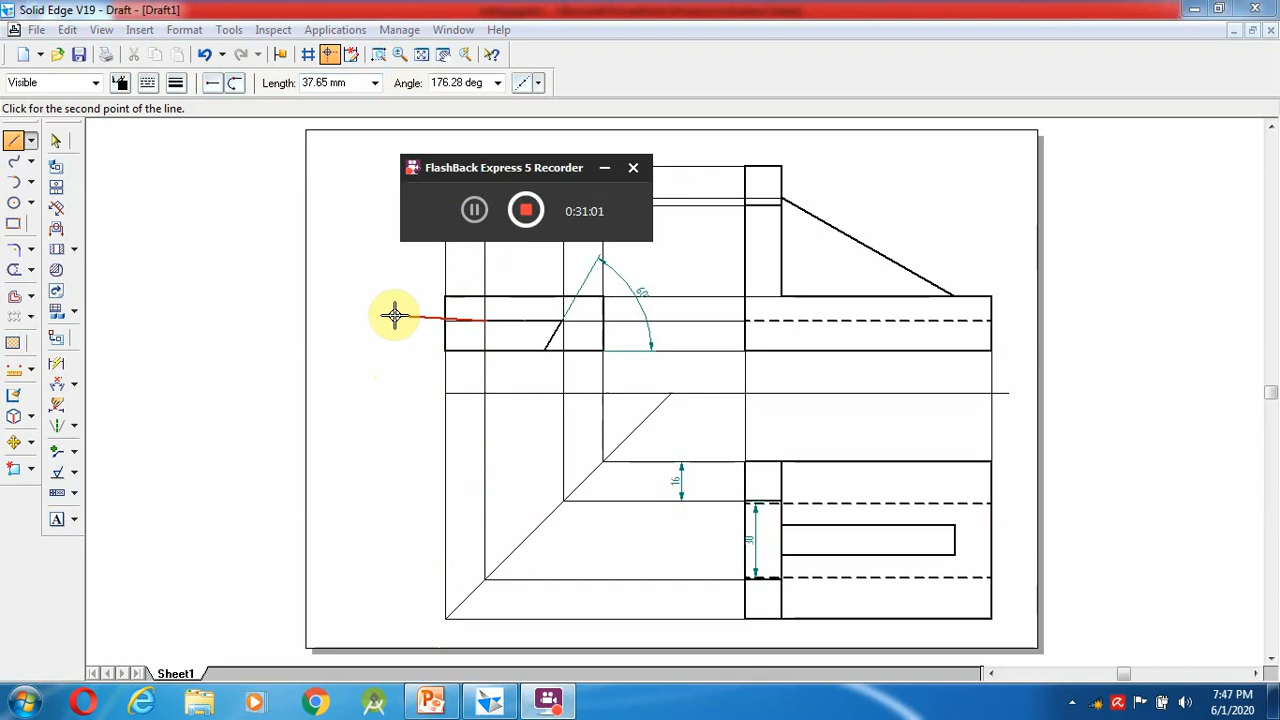 Solid Edge V19 - Draft - [Draft1]
File Edit View Insert Format Tools Inspect Applications Manage Window Help
Visible Length: 37.65 mm Angle: 176.28 deg
Click for the second point of the line.
FlashBack Express 5 Recorder
0:31:01
60
16
30
A
Sheet1
7:47 PM
6/1/2020